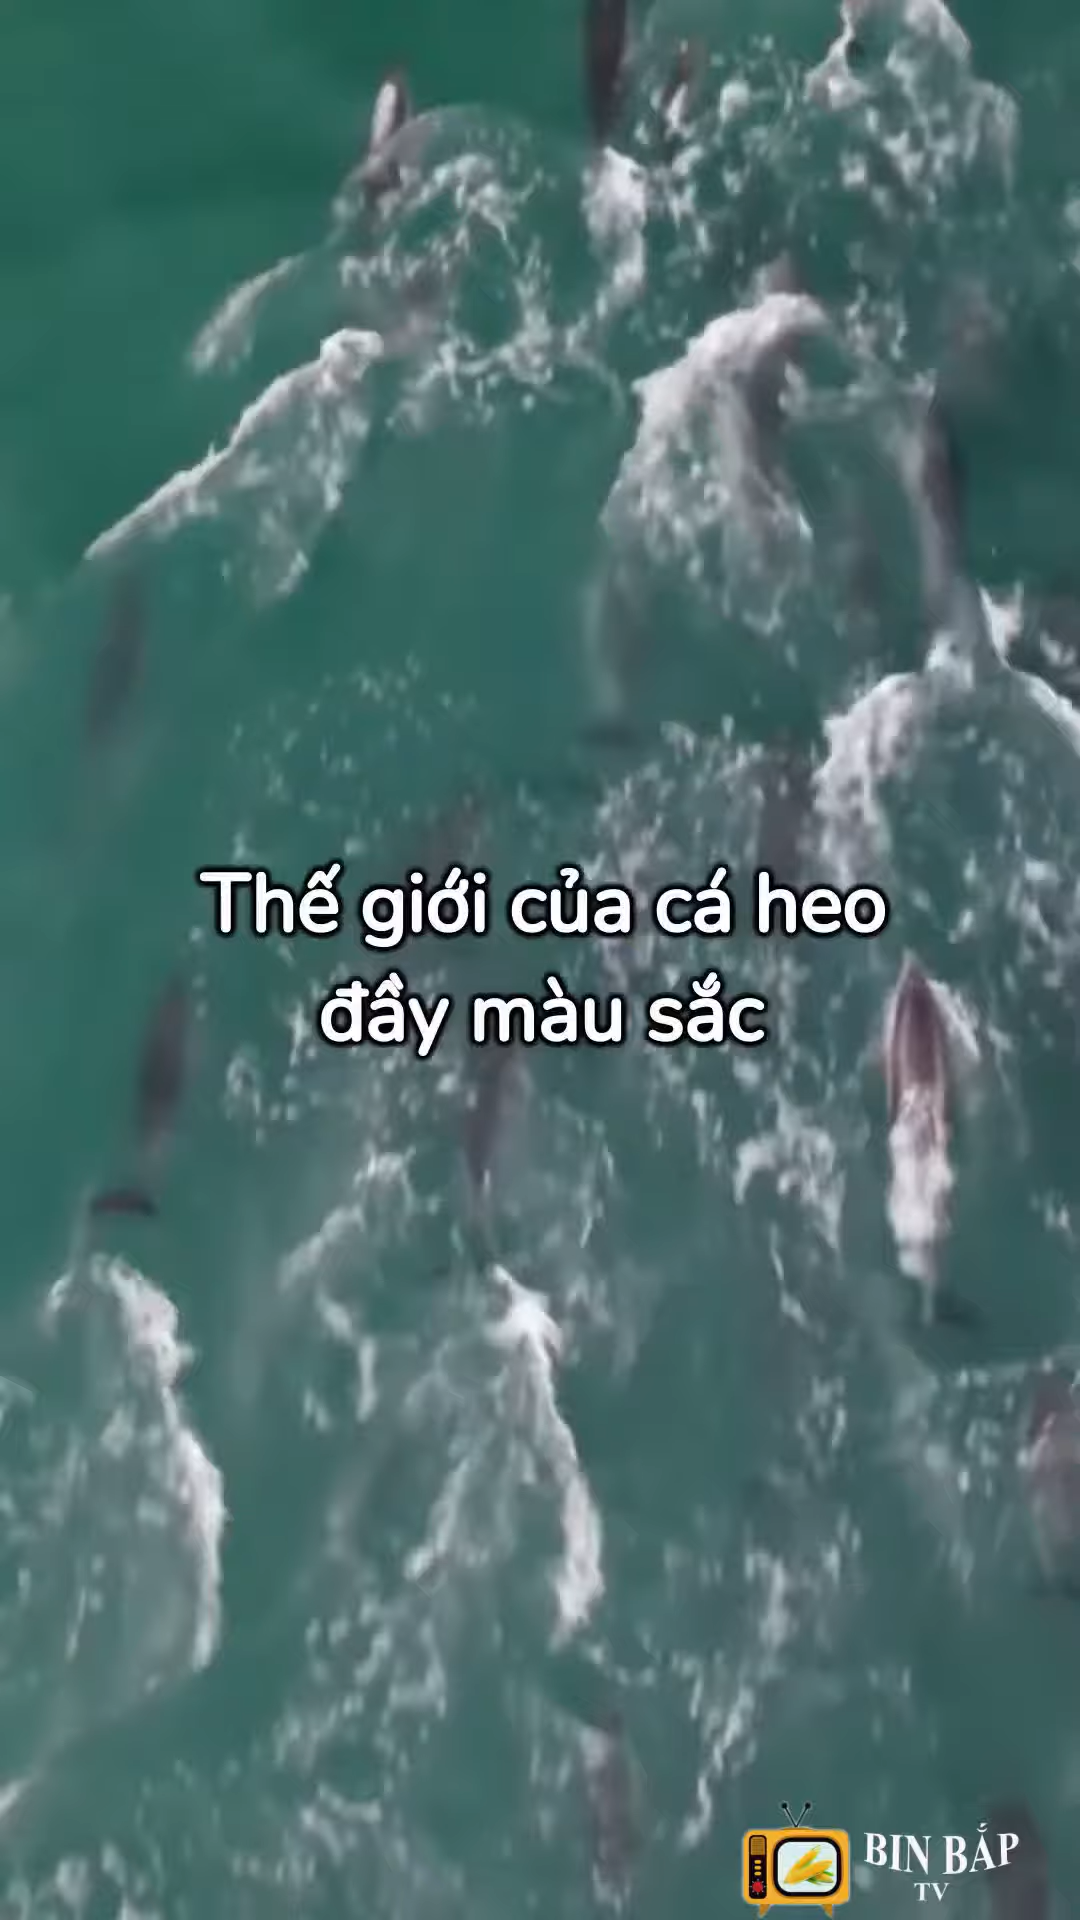 Thế giới của cá heo
đầy màu sắc
BIN BẮP
TV